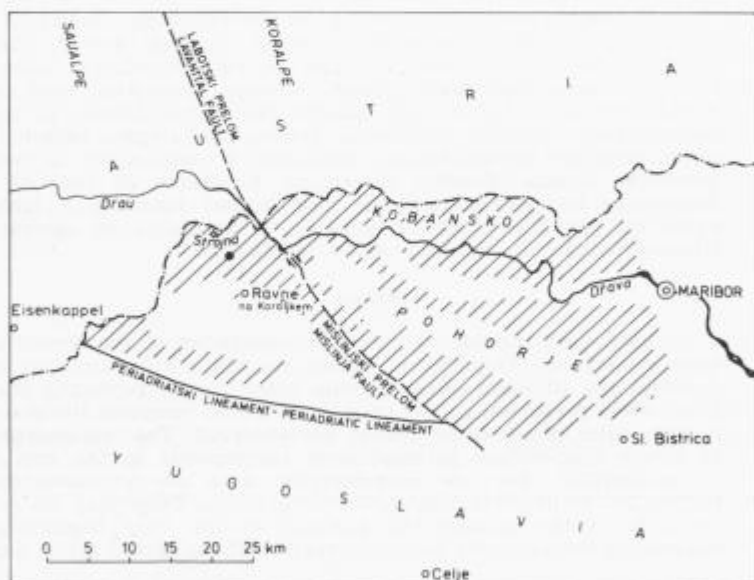 SAUALPE
KORALPE
LABOTSKI PRELOM
LAVANTTAL FAULT
A U S T R I A
Drau
KOBANSKO
Strojna
Eisenkappel
Ravne
na Koroškem
Drava
MARIBOR
POHORJE
MISLINJSKI PRELOM
MISLINJA FAULT
PERIADRIATSKI LINEAMENT - PERIADRIATIC LINEAMENT
Sl. Bistrica
Y U G O S L A V I A
0 5 10 15 20 25 km
Celje